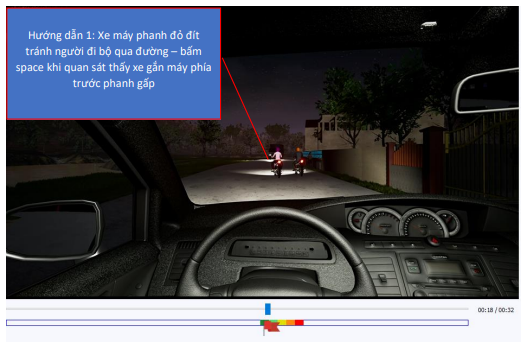 Hướng dẫn 1: Xe máy phanh đỏ đít
tránh người đi bộ qua đường – bấm
space khi quan sát thấy xe gắn máy phía
trước phanh gấp
00:18 / 00:32